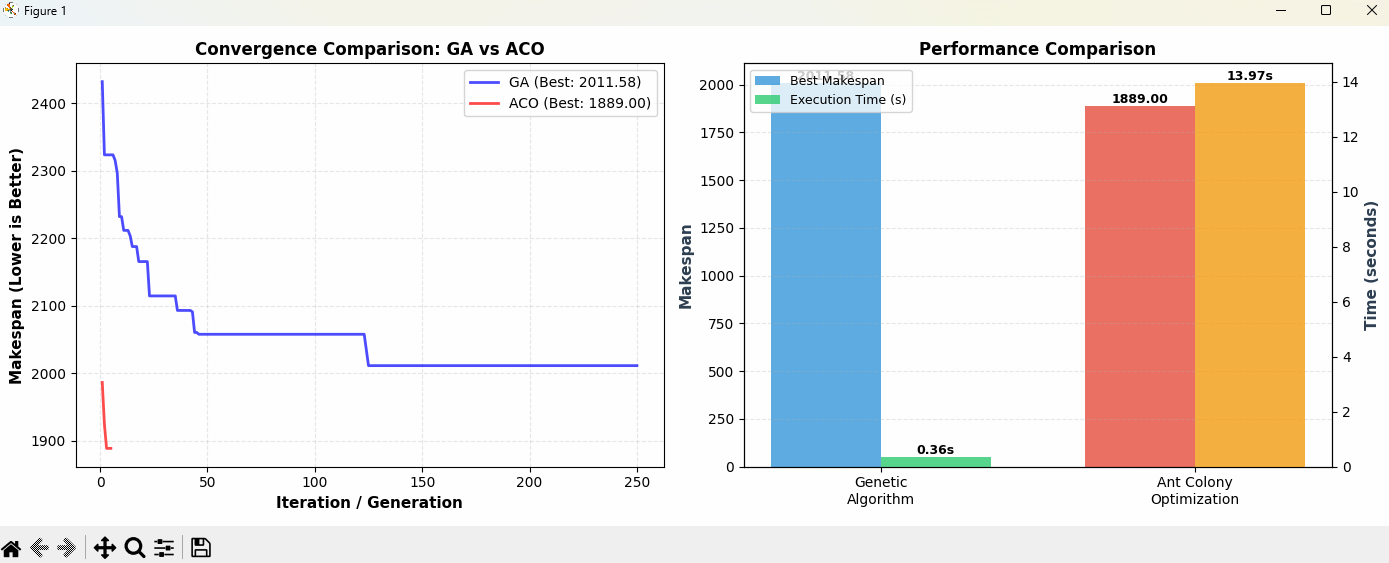 Figure 1
Convergence Comparison: GA vs ACO
GA (Best: 2011.58)
ACO (Best: 1889.00)
Makespan (Lower is Better)
2400
2300
2200
2100
2000
1900
0 50 100 150 200 250
Iteration / Generation
Performance Comparison
2011.58
Best Makespan
Execution Time (s)
Makespan
2000
1750
1500
1250
1000
750
500
250
0
0.36s
1889.00
13.97s
Genetic
Algorithm
Ant Colony
Optimization
14
12
10
8
6
4
2
0
Time (seconds)